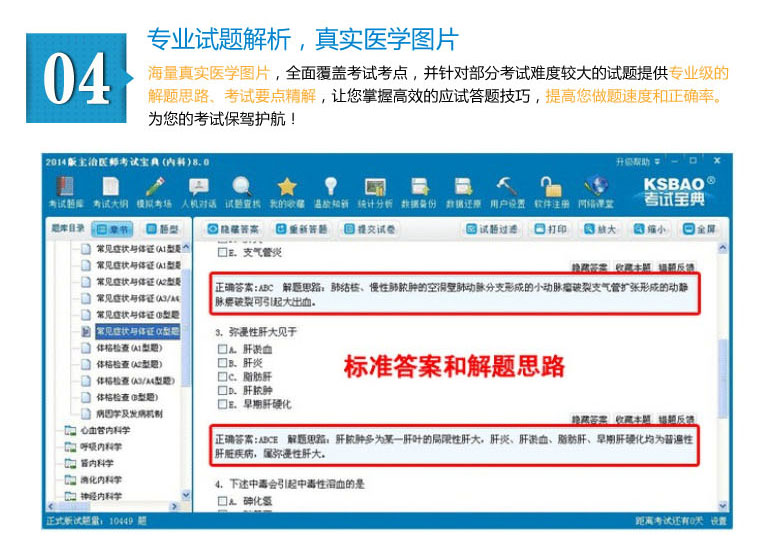 04
专业试题解析，真实医学图片
海量真实医学图片，全面覆盖考试考点，并针对部分考试难度较大的试题提供专业级的
解题思路、考试要点精解，让您掌握高效的应试答题技巧，提高您做题速度和正确率。
为您的考试保驾护航！
2014版主治医师考试宝典(内科)8.0
升级帮助
考试题库 考试大纲 模拟考场 人机对话 试题查找 我的收藏 温故知新 统计分析 数据备份 数据还原 用户设置 软件注册 网络课堂
KSBAO®
考试宝典
题库目录 章节 题型 隐藏答案 重新答题 提交试卷 试题过滤 打印 放大 缩小 全屏
常见症状与体征(A1型题
常见症状与体征(A1型题
常见症状与体征(A2型题
常见症状与体征(A3/A4
常见症状与体征(B型题
常见症状与体征(X型题
体格检查(A1型题)
体格检查(A2型题)
体格检查(A3/A4型题)
体格检查(B型题)
病因学及发病机制
心血管内科学
呼吸内科学
肾内科学
消化内科学
神经内科学
E. 支气管炎
隐藏答案 收藏本题 错题反馈
正确答案:ABC 解题思路: 肺结核、慢性肺脓肿的空洞壁肺动脉分支形成的小动脉瘤破裂支气管扩张形成的动静
脉瘘破裂可引起大出血。
3. 弥漫性肝大见于
A. 肝淤血
B. 肝炎
C. 脂肪肝
D. 肝脓肿
E. 早期肝硬化
标准答案和解题思路
隐藏答案 收藏本题 错题反馈
正确答案:ABCE 解题思路: 肝脓肿多为某一肝叶的局限性肝大，肝炎、肝淤血、脂肪肝、早期肝硬化均为普遍性
肝脏疾病，属弥漫性肝大。
4. 下述中毒会引起中毒性溶血的是
A. 砷化氢
正式版试题量: 10449 题
距离考试还有0天 设置